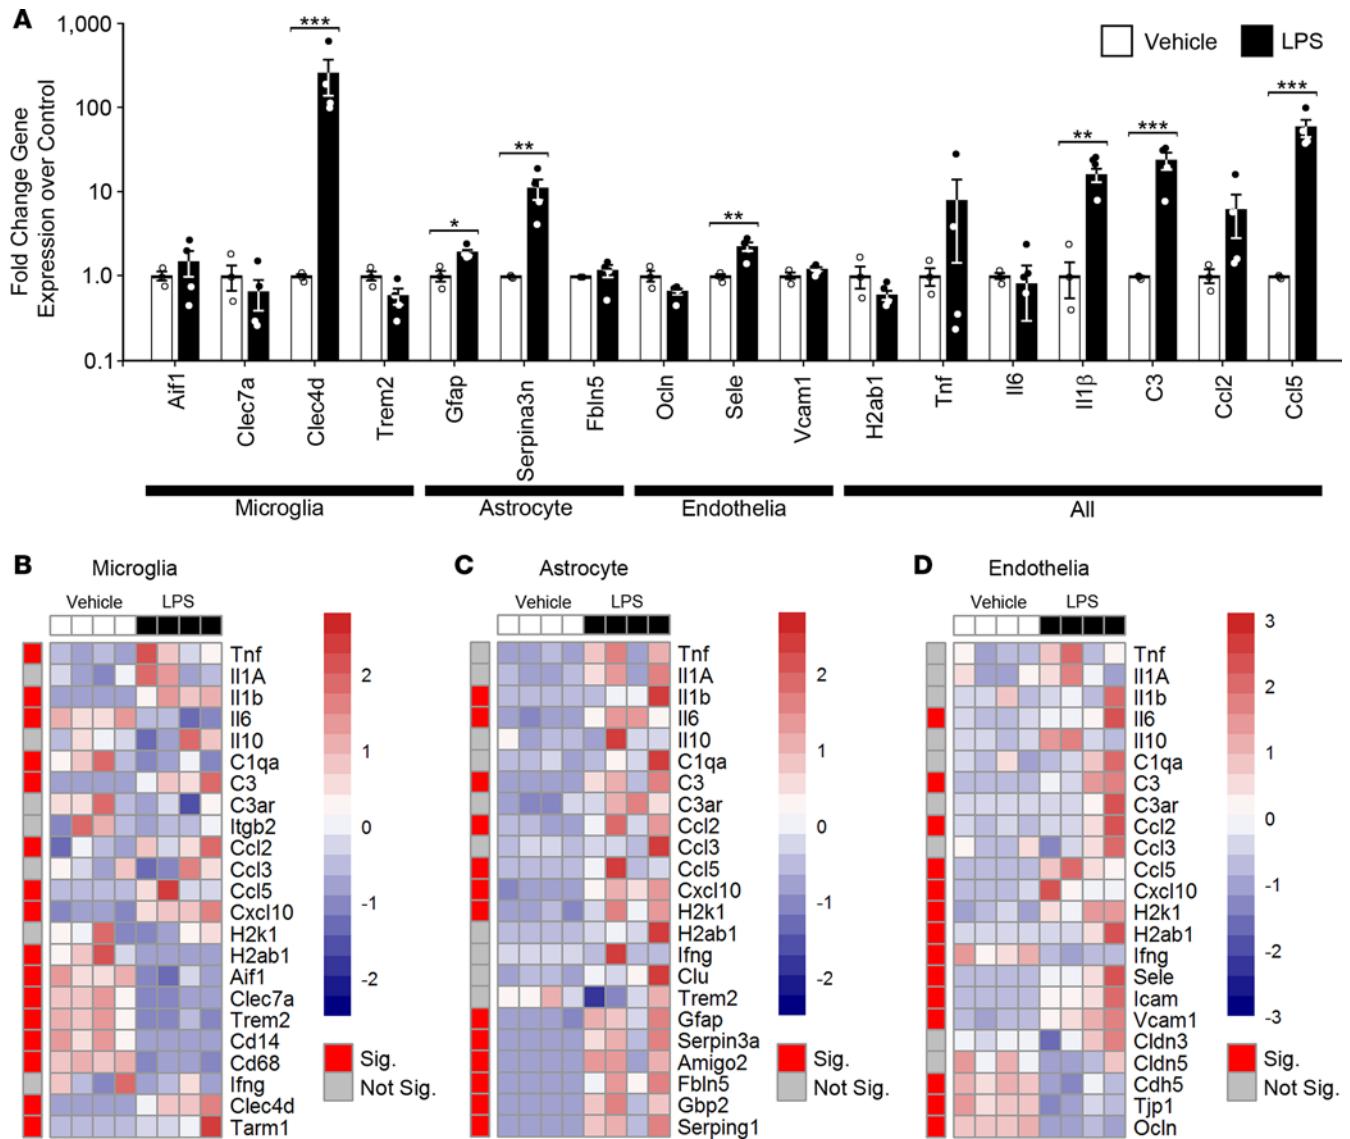 A
1,000
100
10
1.0
0.1
Fold Change Gene
Expression over Control
Vehicle
LPS
***
*
**
**
**
***
***
Aif1
Clec7a
Clec4d
Trem2
Gfap
Serpina3n
Fbln5
Ocln
Sele
Vcam1
H2ab1
Tnf
Il6
Il1β
C3
Ccl2
Ccl5
Microglia
Astrocyte
Endothelia
All
B
Microglia
Vehicle
LPS
Tnf
Il1A
Il1b
Il6
Il10
C1qa
C3
C3ar
Itgb2
Ccl2
Ccl3
Ccl5
Cxcl10
H2k1
H2ab1
Aif1
Clec7a
Trem2
Cd14
Cd68
Ifng
Clec4d
Tarm1
2
1
0
-1
-2
Sig.
Not Sig.
C
Astrocyte
Vehicle
LPS
Tnf
Il1A
Il1b
Il6
Il10
C1qa
C3
C3ar
Ccl2
Ccl3
Ccl5
Cxcl10
H2k1
H2ab1
Ifng
Clu
Trem2
Gfap
Serpin3a
Amigo2
Fbln5
Gbp2
Serping1
2
1
0
-1
-2
Sig.
Not Sig.
D
Endothelia
Vehicle
LPS
Tnf
Il1A
Il1b
Il6
Il10
C1qa
C3
C3ar
Ccl2
Ccl3
Ccl5
Cxcl10
H2k1
H2ab1
Ifng
Sele
Icam
Vcam1
Cldn3
Cldn5
Cdh5
Tjp1
Ocln
3
2
1
0
-1
-2
-3
Sig.
Not Sig.